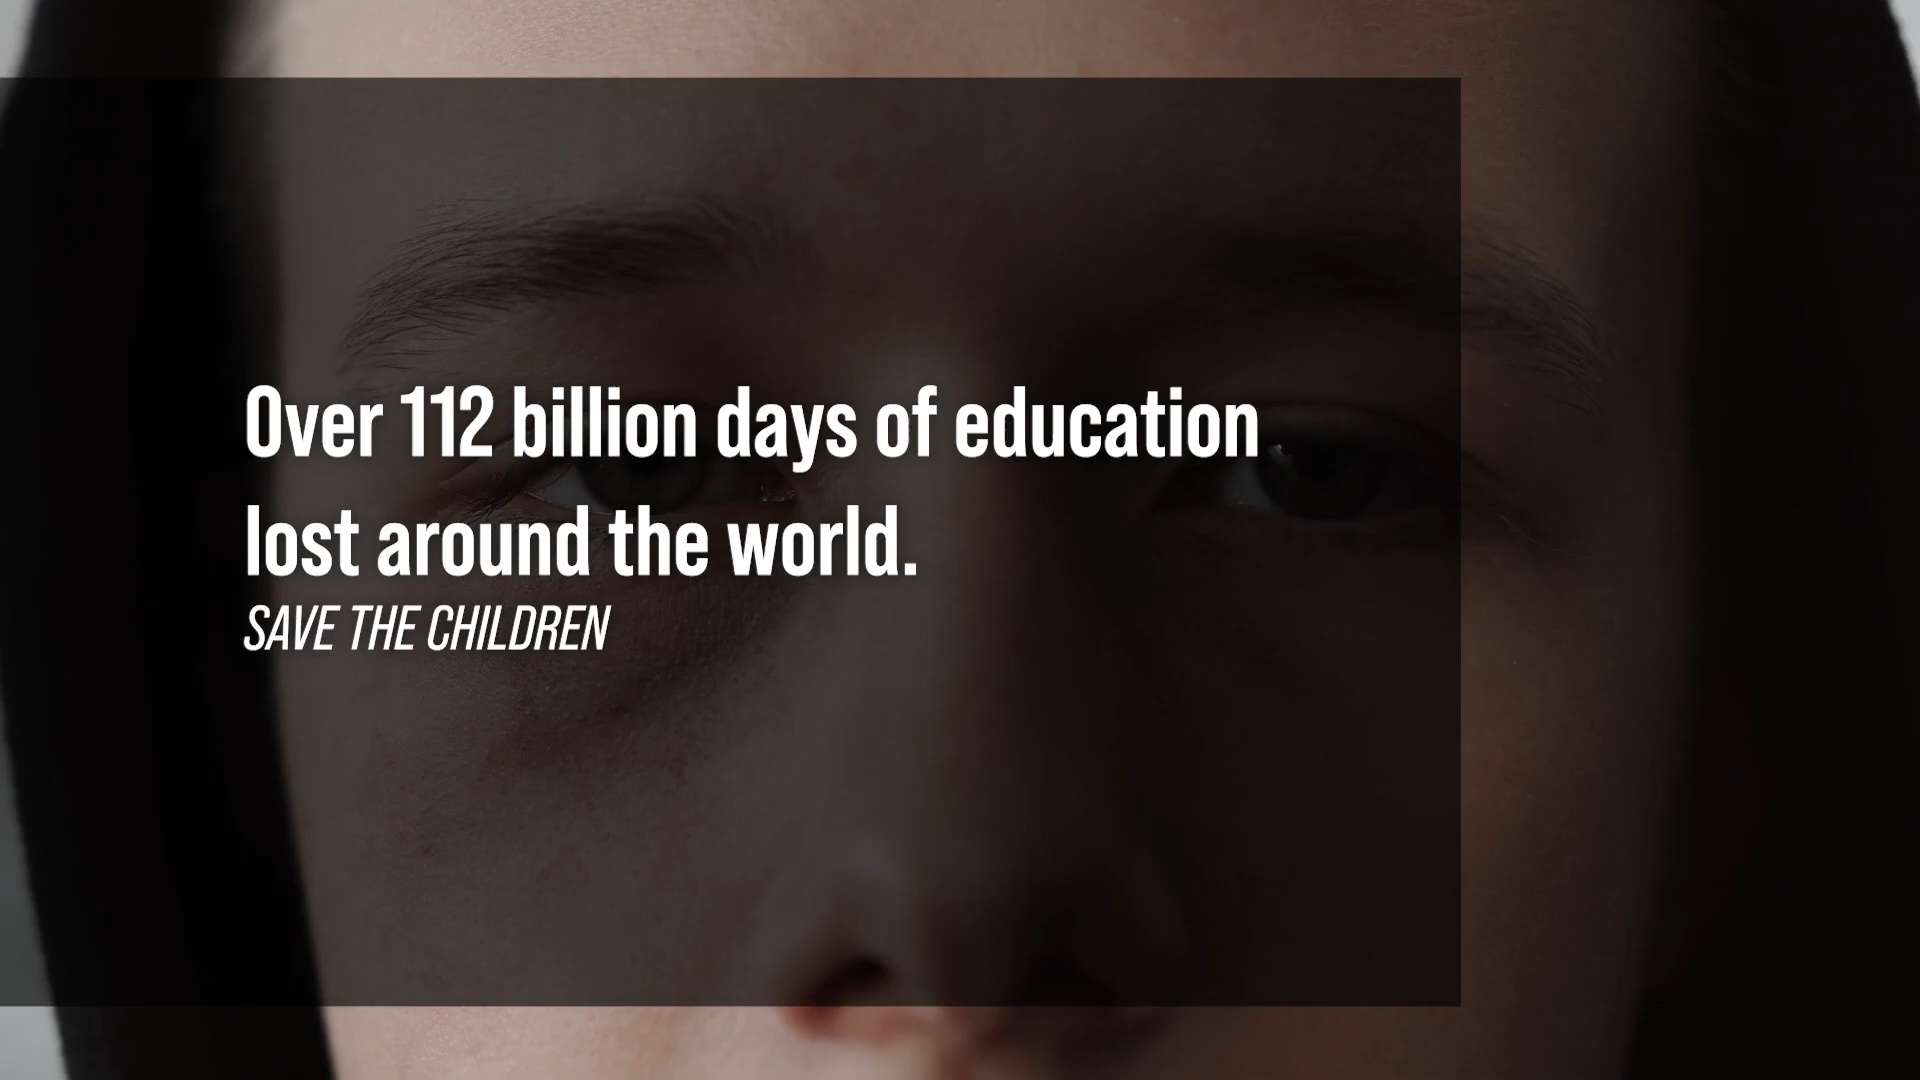 Over 112 billion days of education
lost around the world.
SAVE THE CHILDREN